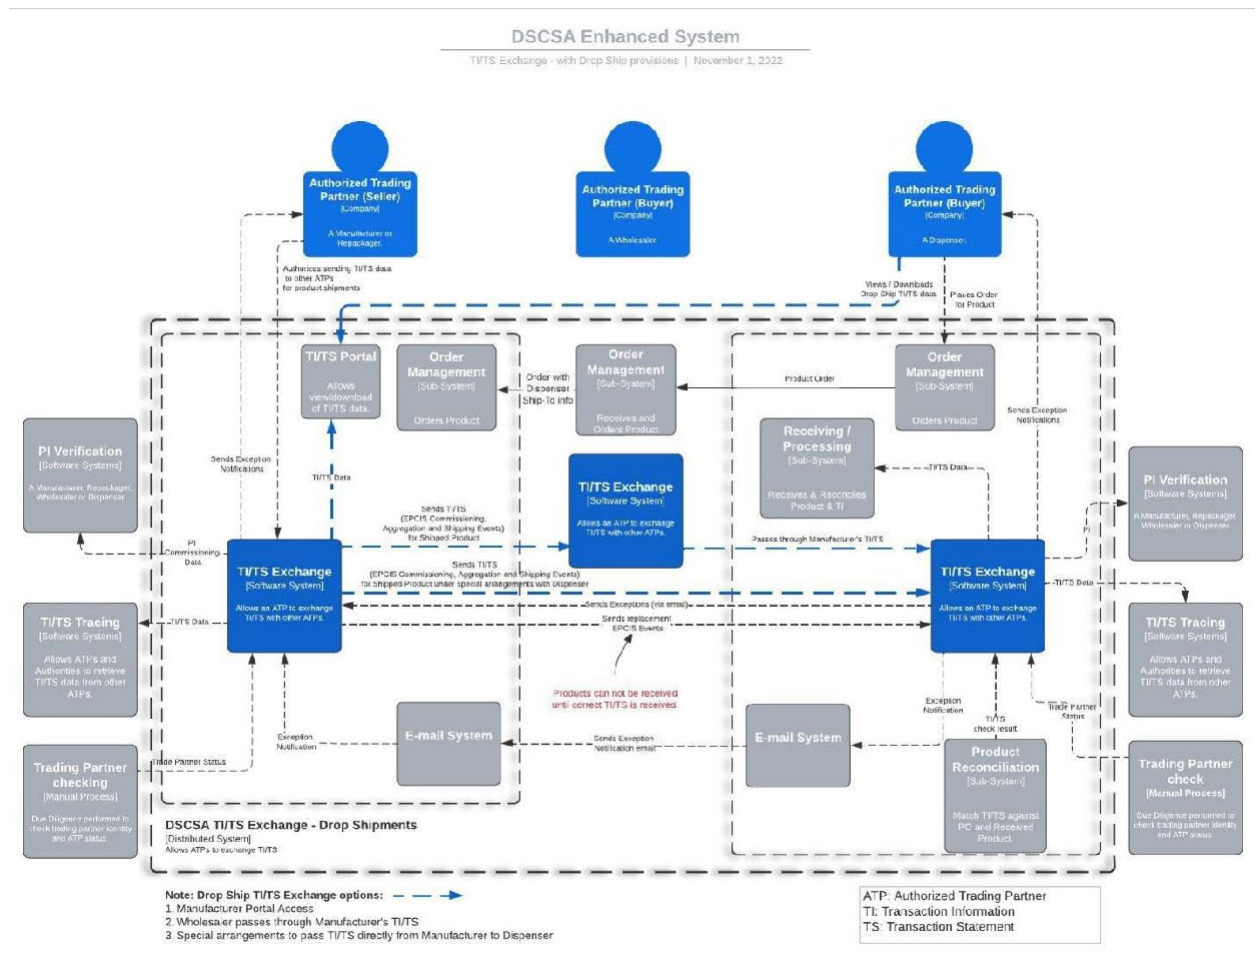 DSCSA Enhanced System
TI/TS Exchange - with Drop Ship provisions | November 1, 2022
Authorized Trading
Partner (Seller)
[Company]
A Manufacturer or
Repackager.
Authorized Trading
Partner (Buyer)
[Company]
A Wholesaler.
Authorized Trading
Partner (Buyer)
[Company]
A Dispenser.
Authorizes sending TI/TS data
to other ATPs
for product shipments
Views / Downloads
Drop Ship TI/TS data
Places Order
for Product
TI/TS Portal
Allows
view/download
of TI/TS data.
Order
Management
[Sub-System]
Orders Product
Order with
Dispenser
Ship-To info
Order
Management
[Sub-System]
Receives and
Orders Product
Product Order
Order
Management
[Sub-System]
Orders Product
Sends Exception
Notifications
Sends Exception
Notifications
PI Verification
[Software Systems]
A Manufacturer, Repackager,
Wholesaler or Dispenser
Receiving /
Processing
[Sub-System]
Receives & Reconciles
Product & TI
TI/TS Data
TI/TS Data
PI Verification
[Software Systems]
A Manufacturer, Repackager
Wholesaler or Dispenser
TI/TS Exchange
[Software System]
Allows an ATP to exchange
TI/TS with other ATPs.
Sends TI/TS
(EPCIS Commissioning,
Aggregation and Shipping Events)
for Shipped Product
Passes through Manufacturer's TI/TS
PI
PI
Commissioning
Data
Sends TI/TS
(EPCIS Commissioning, Aggregation and Shipping Events)
for Shipped Product under special arrangements with Dispenser
TI/TS Exchange
[Software System]
Allows an ATP to exchange
TI/TS with other ATPs.
TI/TS Exchange
[Software System]
Allows an ATP to exchange
TI/TS with other ATPs.
TI/TS Data
Sends Exceptions (via email)
Sends replacement
EPCIS Events
TI/TS Tracing
[Software Systems]
Allows ATPs and
Authorities to retrieve
TI/TS data from other
ATPs.
TI/TS Data
TI/TS Tracing
[Software Systems]
Allows ATPs and
Authorities to retrieve
TI/TS data from other
ATPs.
Products can not be received
until correct TI/TS is received.
Exception
Notification
TI/TS
check result
Trade Partner
Status
Exception
Notification
E-mail System
Sends Exception
Notification email
E-mail System
Trade Partner Status
Trading Partner
checking
[Manual Process]
Due Diligence performed to
check trading partner identity
and ATP status.
Product
Reconciliation
[Sub-System]
Match TI/TS against
PO and Received
Product.
Trading Partner
check
[Manual Process]
Due Diligence performed to
check trading partner identity
and ATP status
DSCSA TI/TS Exchange - Drop Shipments
[Distributed System]
Allows ATPs to exchange TI/TS
Note: Drop Ship TI/TS Exchange options:
1. Manufacturer Portal Access
2. Wholesaler passes through Manufacturer's TI/TS
3. Special arrangements to pass TI/TS directly from Manufacturer to Dispenser
ATP: Authorized Trading Partner
TI: Transaction Information
TS: Transaction Statement